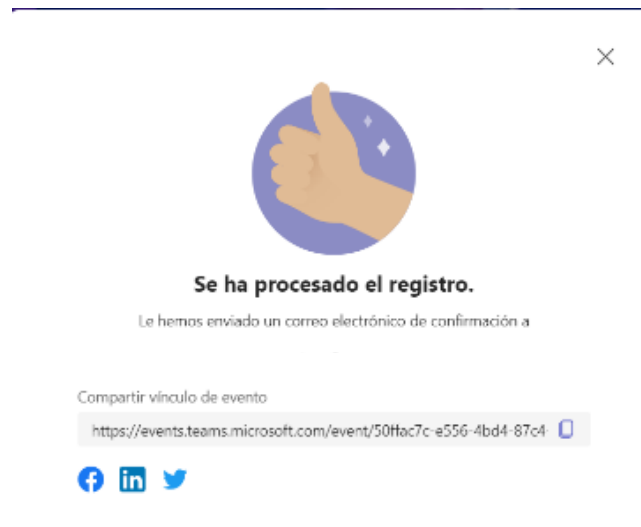 Se ha procesado el registro.
Le hemos enviado un correo electrónico de confirmación a
Compartir vínculo de evento
https://events.teams.microsoft.com/event/50ffac7c-e556-4bd4-87c4-
in